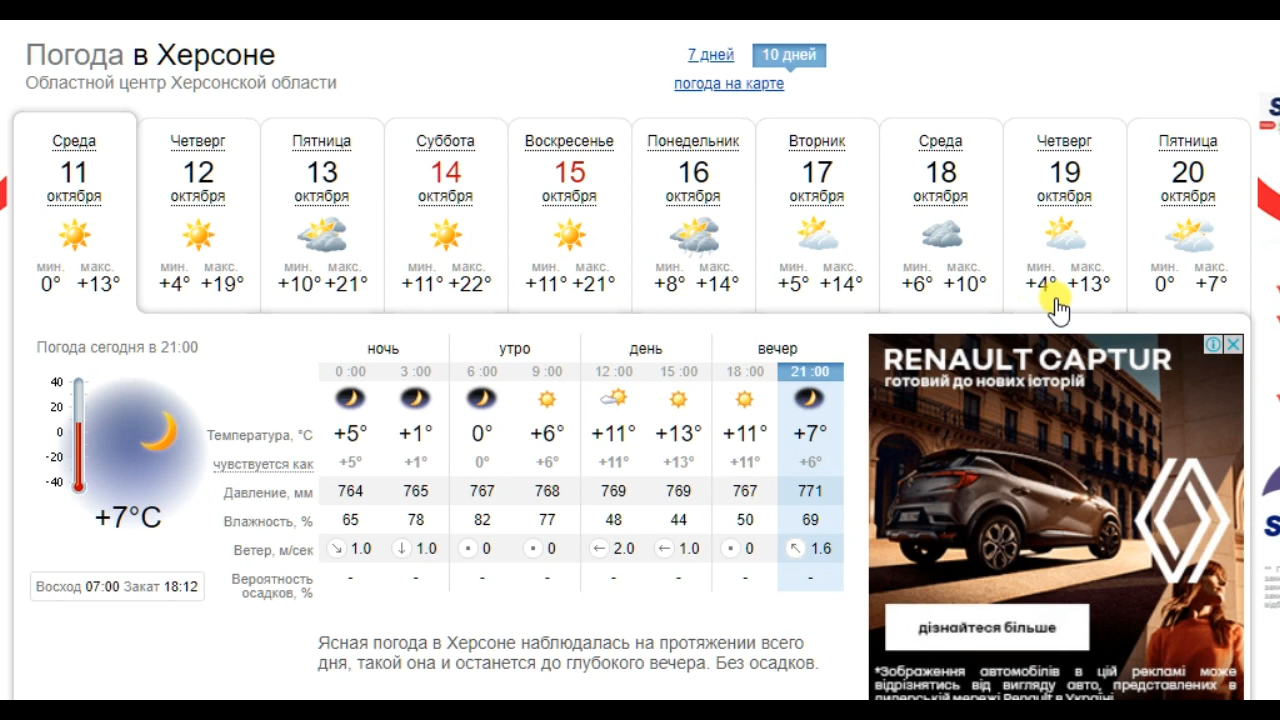 Погода в Херсоне
Областной центр Херсонской области
7 дней 10 дней
погода на карте
Среда Четверг Пятница Суббота Воскресенье Понедельник Вторник Среда Четверг Пятница
11 12 13 14 15 16 17 18 19 20
октября октября октября октября октября октября октября октября октября октября
мин. макс. мин. макс. мин. макс. мин. макс. мин. макс. мин. макс. мин. макс. мин. макс. мин. макс. мин. макс.
0° +13° +4° +19° +10° +21° +11° +22° +11° +21° +8° +14° +5° +14° +6° +10° +4° +13° 0° +7°
Погода сегодня в 21:00
40
20
0
-20
-40
+7°C
Восход 07:00 Закат 18:12
ночь утро день вечер
0 :00 3 :00 6 :00 9 :00 12 :00 15 :00 18 :00 21 :00
Температура, °C +5° +1° 0° +6° +11° +13° +11° +7°
чувствуется как +5° +1° 0° +6° +11° +13° +11° +6°
Давление, мм 764 765 767 768 769 769 767 771
Влажность, % 65 78 82 77 48 44 50 69
Ветер, м/сек 1.0 1.0 0 0 2.0 1.0 0 1.6
Вероятность осадков, % - - - - - - - -
Ясная погода в Херсоне наблюдалась на протяжении всего
дня, такой она и останется до глубокого вечера. Без осадков.
RENAULT CAPTUR
готовий до нових історій
дізнайтеся більше
*Зображення автомобілів в цій рекламі може
відрізнятись від вигляду авто, представлених в
дилерській мережі Renault в Україні